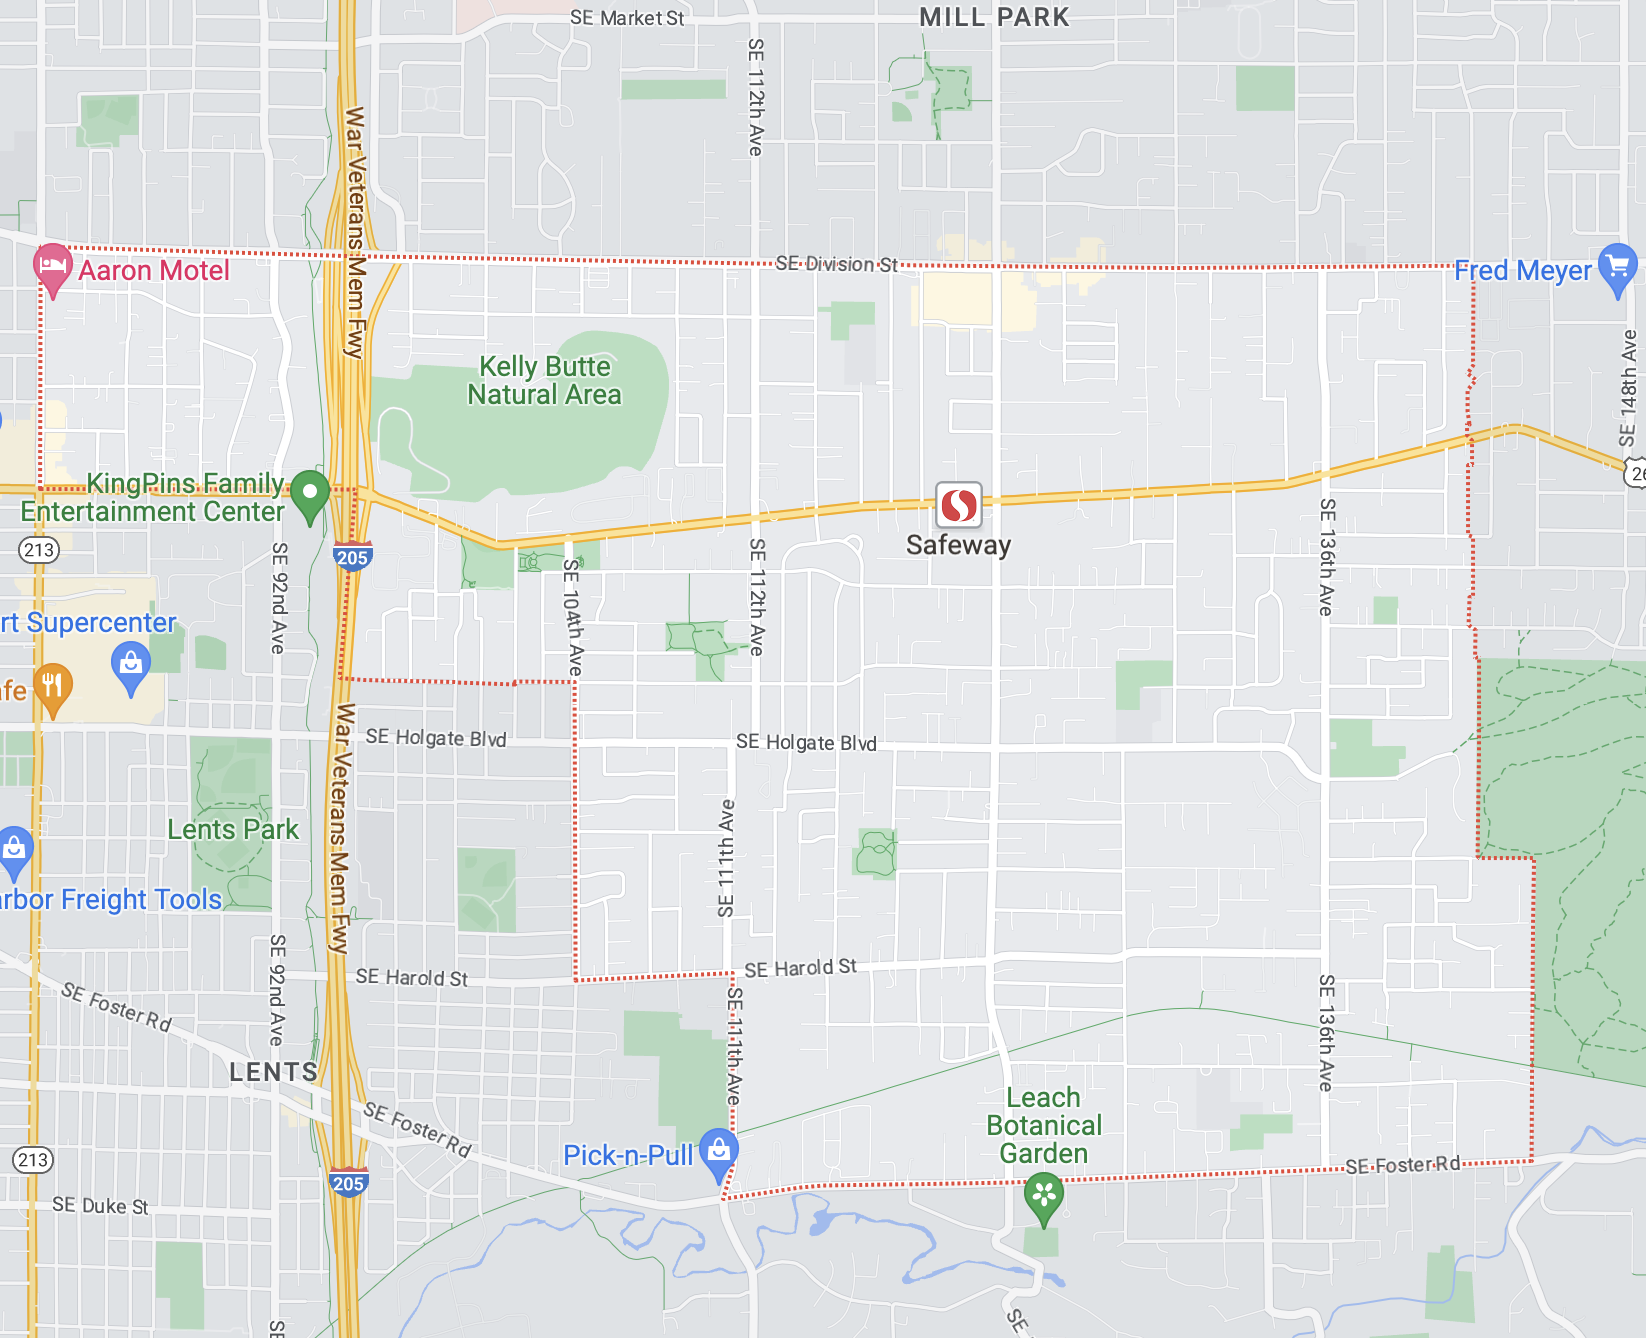 SE Market St
MILL PARK
SE 112th Ave
War Veterans Mem Fwy
Aaron Motel
SE Division St
Fred Meyer
Kelly Butte
Natural Area
SE 148th Ave
KingPins Family
Entertainment Center
26
Safeway
213
205
SE 92nd Ave
SE 104th Ave
SE 112th Ave
SE 136th Ave
rt Supercenter
afe
War Veterans Mem Fwy
SE Holgate Blvd
SE Holgate Blvd
Lents Park
SE 111th Ave
arbor Freight Tools
SE 92nd Ave
SE Harold St
SE Harold St
SE Foster Rd
SE 111th Ave
SE 136th Ave
LENTS
SE Foster Rd
Leach
Botanical
Garden
Pick-n-Pull
213
205
SE Foster Rd
SE Duke St
SE
SE